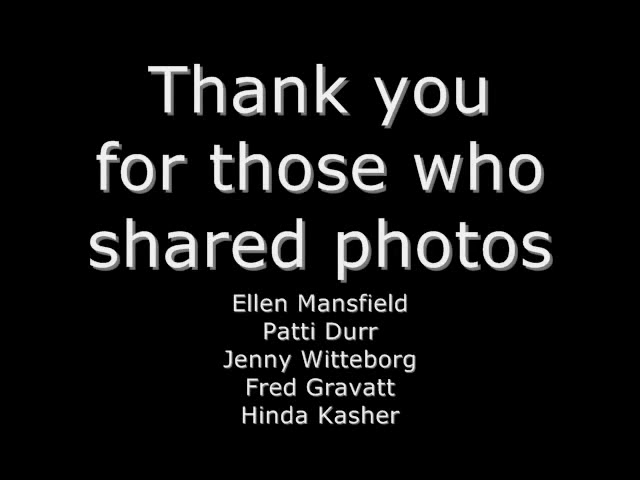 Thank you
for those who
shared photos
Ellen Mansfield
Patti Durr
Jenny Witteborg
Fred Gravatt
Hinda Kasher